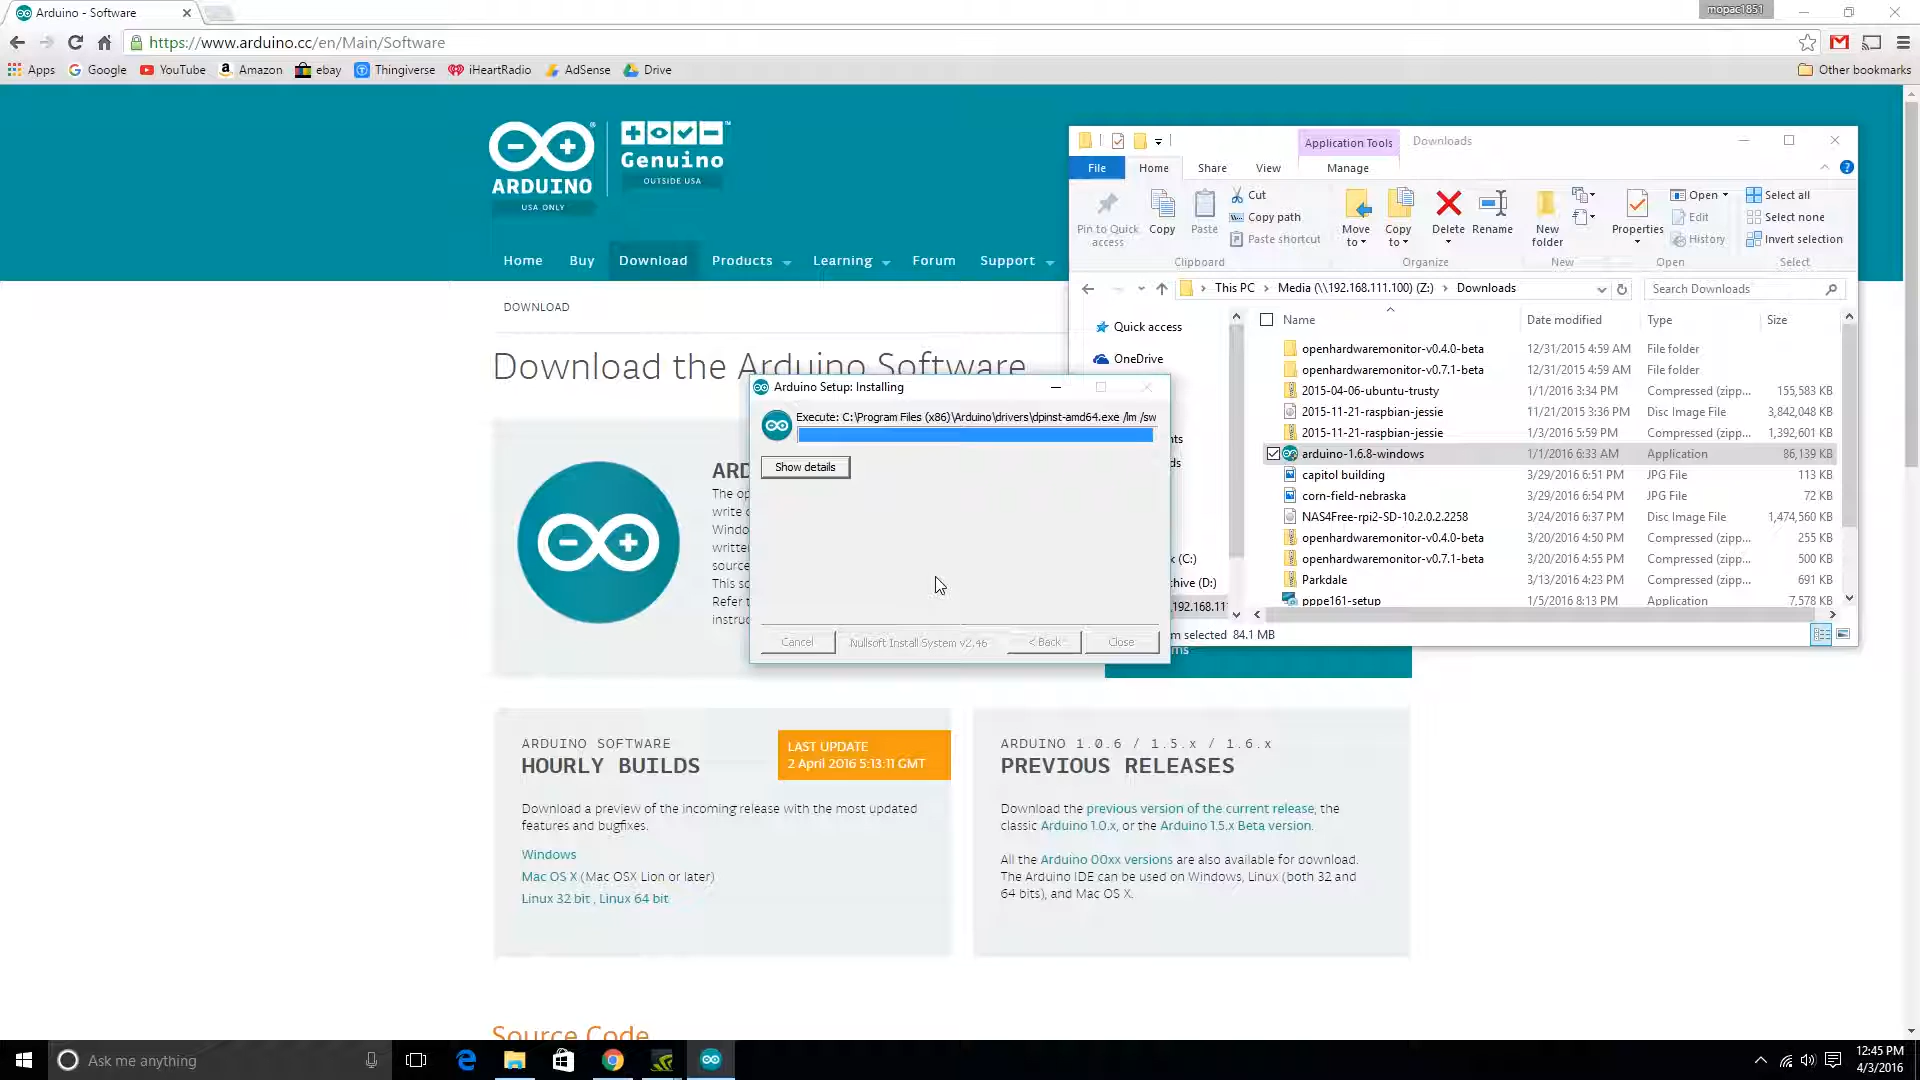 Arduino - Software
mopac1851
https://www.arduino.cc/en/Main/Software
Apps Google YouTube Amazon ebay Thingiverse iHeartRadio AdSense Drive Other bookmarks
ARDUINO
USA ONLY
Genuino
OUTSIDE USA
Home Buy Download Products Learning Forum Support
DOWNLOAD
Download the Arduino Software
ARD
The op
write c
Windo
writter
source
This so
Refer t
instruc
Application Tools Downloads
File Home Share View Manage
Pin to Quick access
Copy
Paste
Cut
Copy path
Paste shortcut
Clipboard
Move to
Copy to
Delete
Rename
Organize
New folder
New
Properties
Open
Edit
History
Open
Select all
Select none
Invert selection
Select
This PC > Media (\\192.168.111.100) (Z:) > Downloads
Search Downloads
Quick access
OneDrive
nts
ds
k (C:)
chive (D:)
192.168.11
Name Date modified Type Size
openhardwaremonitor-v0.4.0-beta 12/31/2015 4:59 AM File folder
openhardwaremonitor-v0.7.1-beta 12/31/2015 4:59 AM File folder
2015-04-06-ubuntu-trusty 1/1/2016 3:34 PM Compressed (zipp... 155,583 KB
2015-11-21-raspbian-jessie 11/21/2015 3:36 PM Disc Image File 3,842,048 KB
2015-11-21-raspbian-jessie 1/3/2016 5:59 PM Compressed (zipp... 1,392,601 KB
arduino-1.6.8-windows 1/1/2016 6:33 AM Application 86,139 KB
capitol building 3/29/2016 6:51 PM JPG File 113 KB
corn-field-nebraska 3/29/2016 6:54 PM JPG File 72 KB
NAS4Free-rpi2-SD-10.2.0.2.2258 3/24/2016 6:37 PM Disc Image File 1,474,560 KB
openhardwaremonitor-v0.4.0-beta 3/20/2016 4:50 PM Compressed (zipp... 255 KB
openhardwaremonitor-v0.7.1-beta 3/20/2016 4:55 PM Compressed (zipp... 500 KB
Parkdale 3/13/2016 4:23 PM Compressed (zipp... 691 KB
pppe161-setup 1/5/2016 8:13 PM Application 7,578 KB
m selected 84.1 MB
ms
Arduino Setup: Installing
Execute: C:\Program Files (x86)\Arduino\drivers\dpinst-amd64.exe /lm /sw
Show details
Cancel
Nullsoft Install System v2.46
< Back
Close
ARDUINO SOFTWARE
HOURLY BUILDS
LAST UPDATE
2 April 2016 5:13:11 GMT
Download a preview of the incoming release with the most updated
features and bugfixes.
Windows
Mac OS X (Mac OSX Lion or later)
Linux 32 bit , Linux 64 bit
ARDUINO 1.0.6 / 1.5.x / 1.6.x
PREVIOUS RELEASES
Download the previous version of the current release, the
classic Arduino 1.0.x, or the Arduino 1.5.x Beta version.
All the Arduino 00xx versions are also available for download.
The Arduino IDE can be used on Windows, Linux (both 32 and
64 bits), and Mac OS X.
Source Code
Ask me anything
12:45 PM
4/3/2016